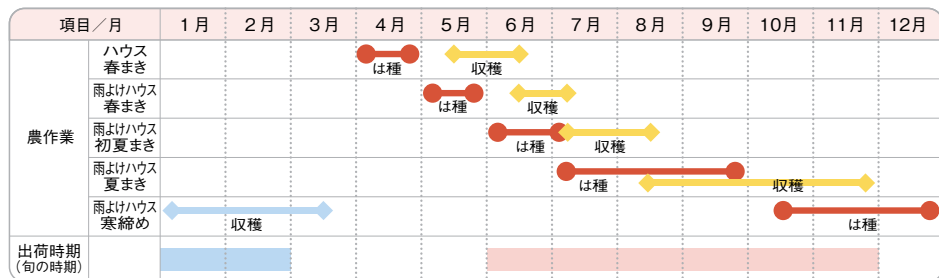 項目／月 1月 2月 3月 4月 5月 6月 7月 8月 9月 10月 11月 12月
農作業
ハウス
春まき
は種 収穫
雨よけハウス
春まき
は種 収穫
雨よけハウス
初夏まき
は種 収穫
雨よけハウス
夏まき
は種 収穫
雨よけハウス
寒締め
収穫 は種
出荷時期
(旬の時期)